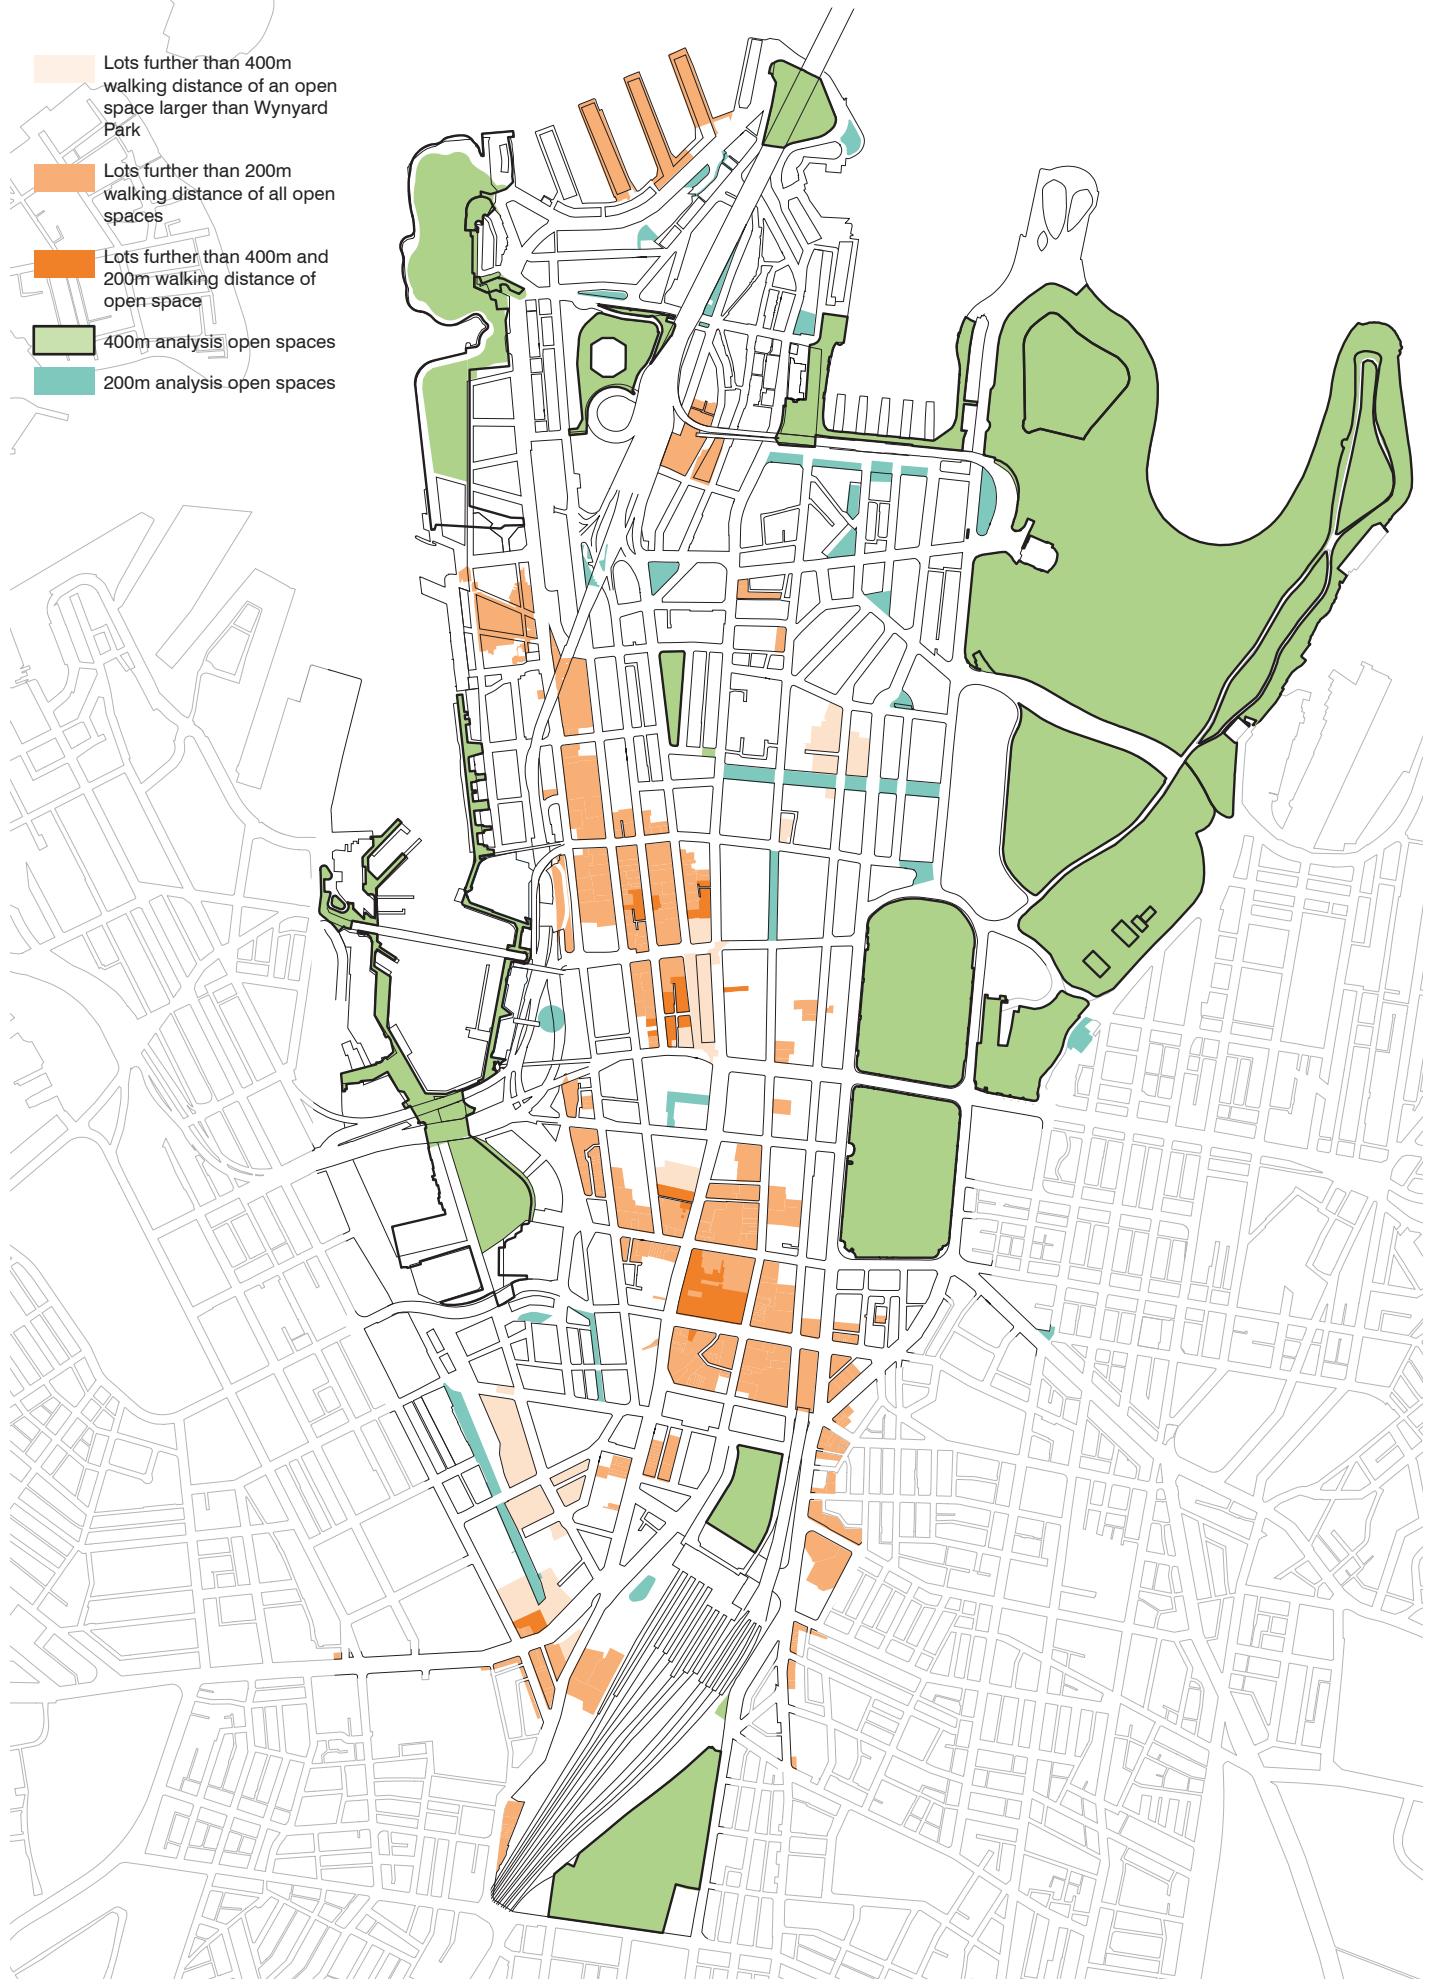 Lots further than 400m
walking distance of an open
space larger than Wynyard
Park
Lots further than 200m
walking distance of all open
spaces
Lots further than 400m and
200m walking distance of
open space
400m analysis open spaces
200m analysis open spaces